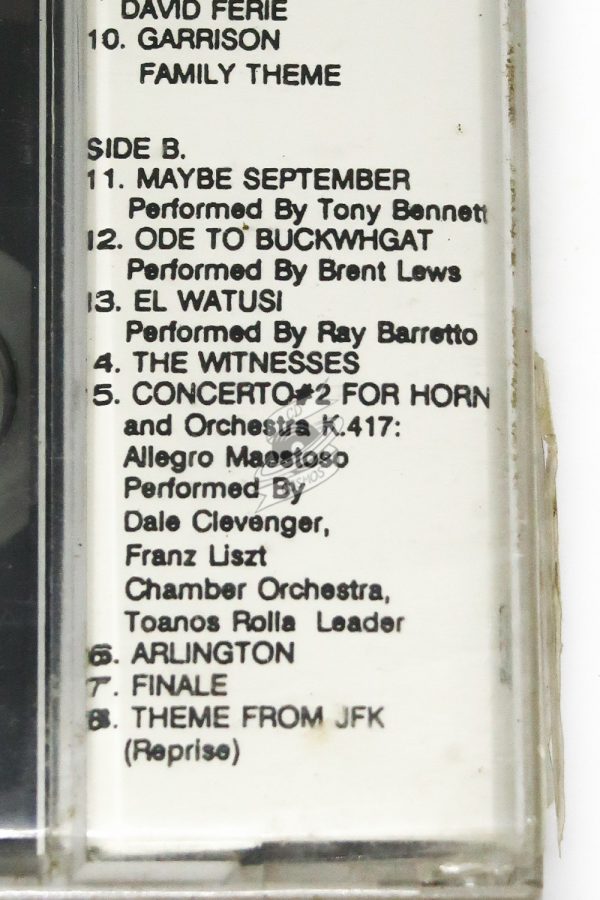 DAVID FERIE
10. GARRISON
FAMILY THEME
SIDE B.
11. MAYBE SEPTEMBER
Performed By Tony Bennett
12. ODE TO BUCKWHGAT
Performed By Brent Lews
13. EL WATUSI
Performed By Ray Barretto
4. THE WITNESSES
5. CONCERTO#2 FOR HORN
and Orchestra K.417:
Allegro Maestoso
Performed By
Dale Clevenger,
Franz Liszt
Chamber Orchestra,
Toanos Rolla Leader
6. ARLINGTON
7. FINALE
8. THEME FROM JFK
(Reprise)